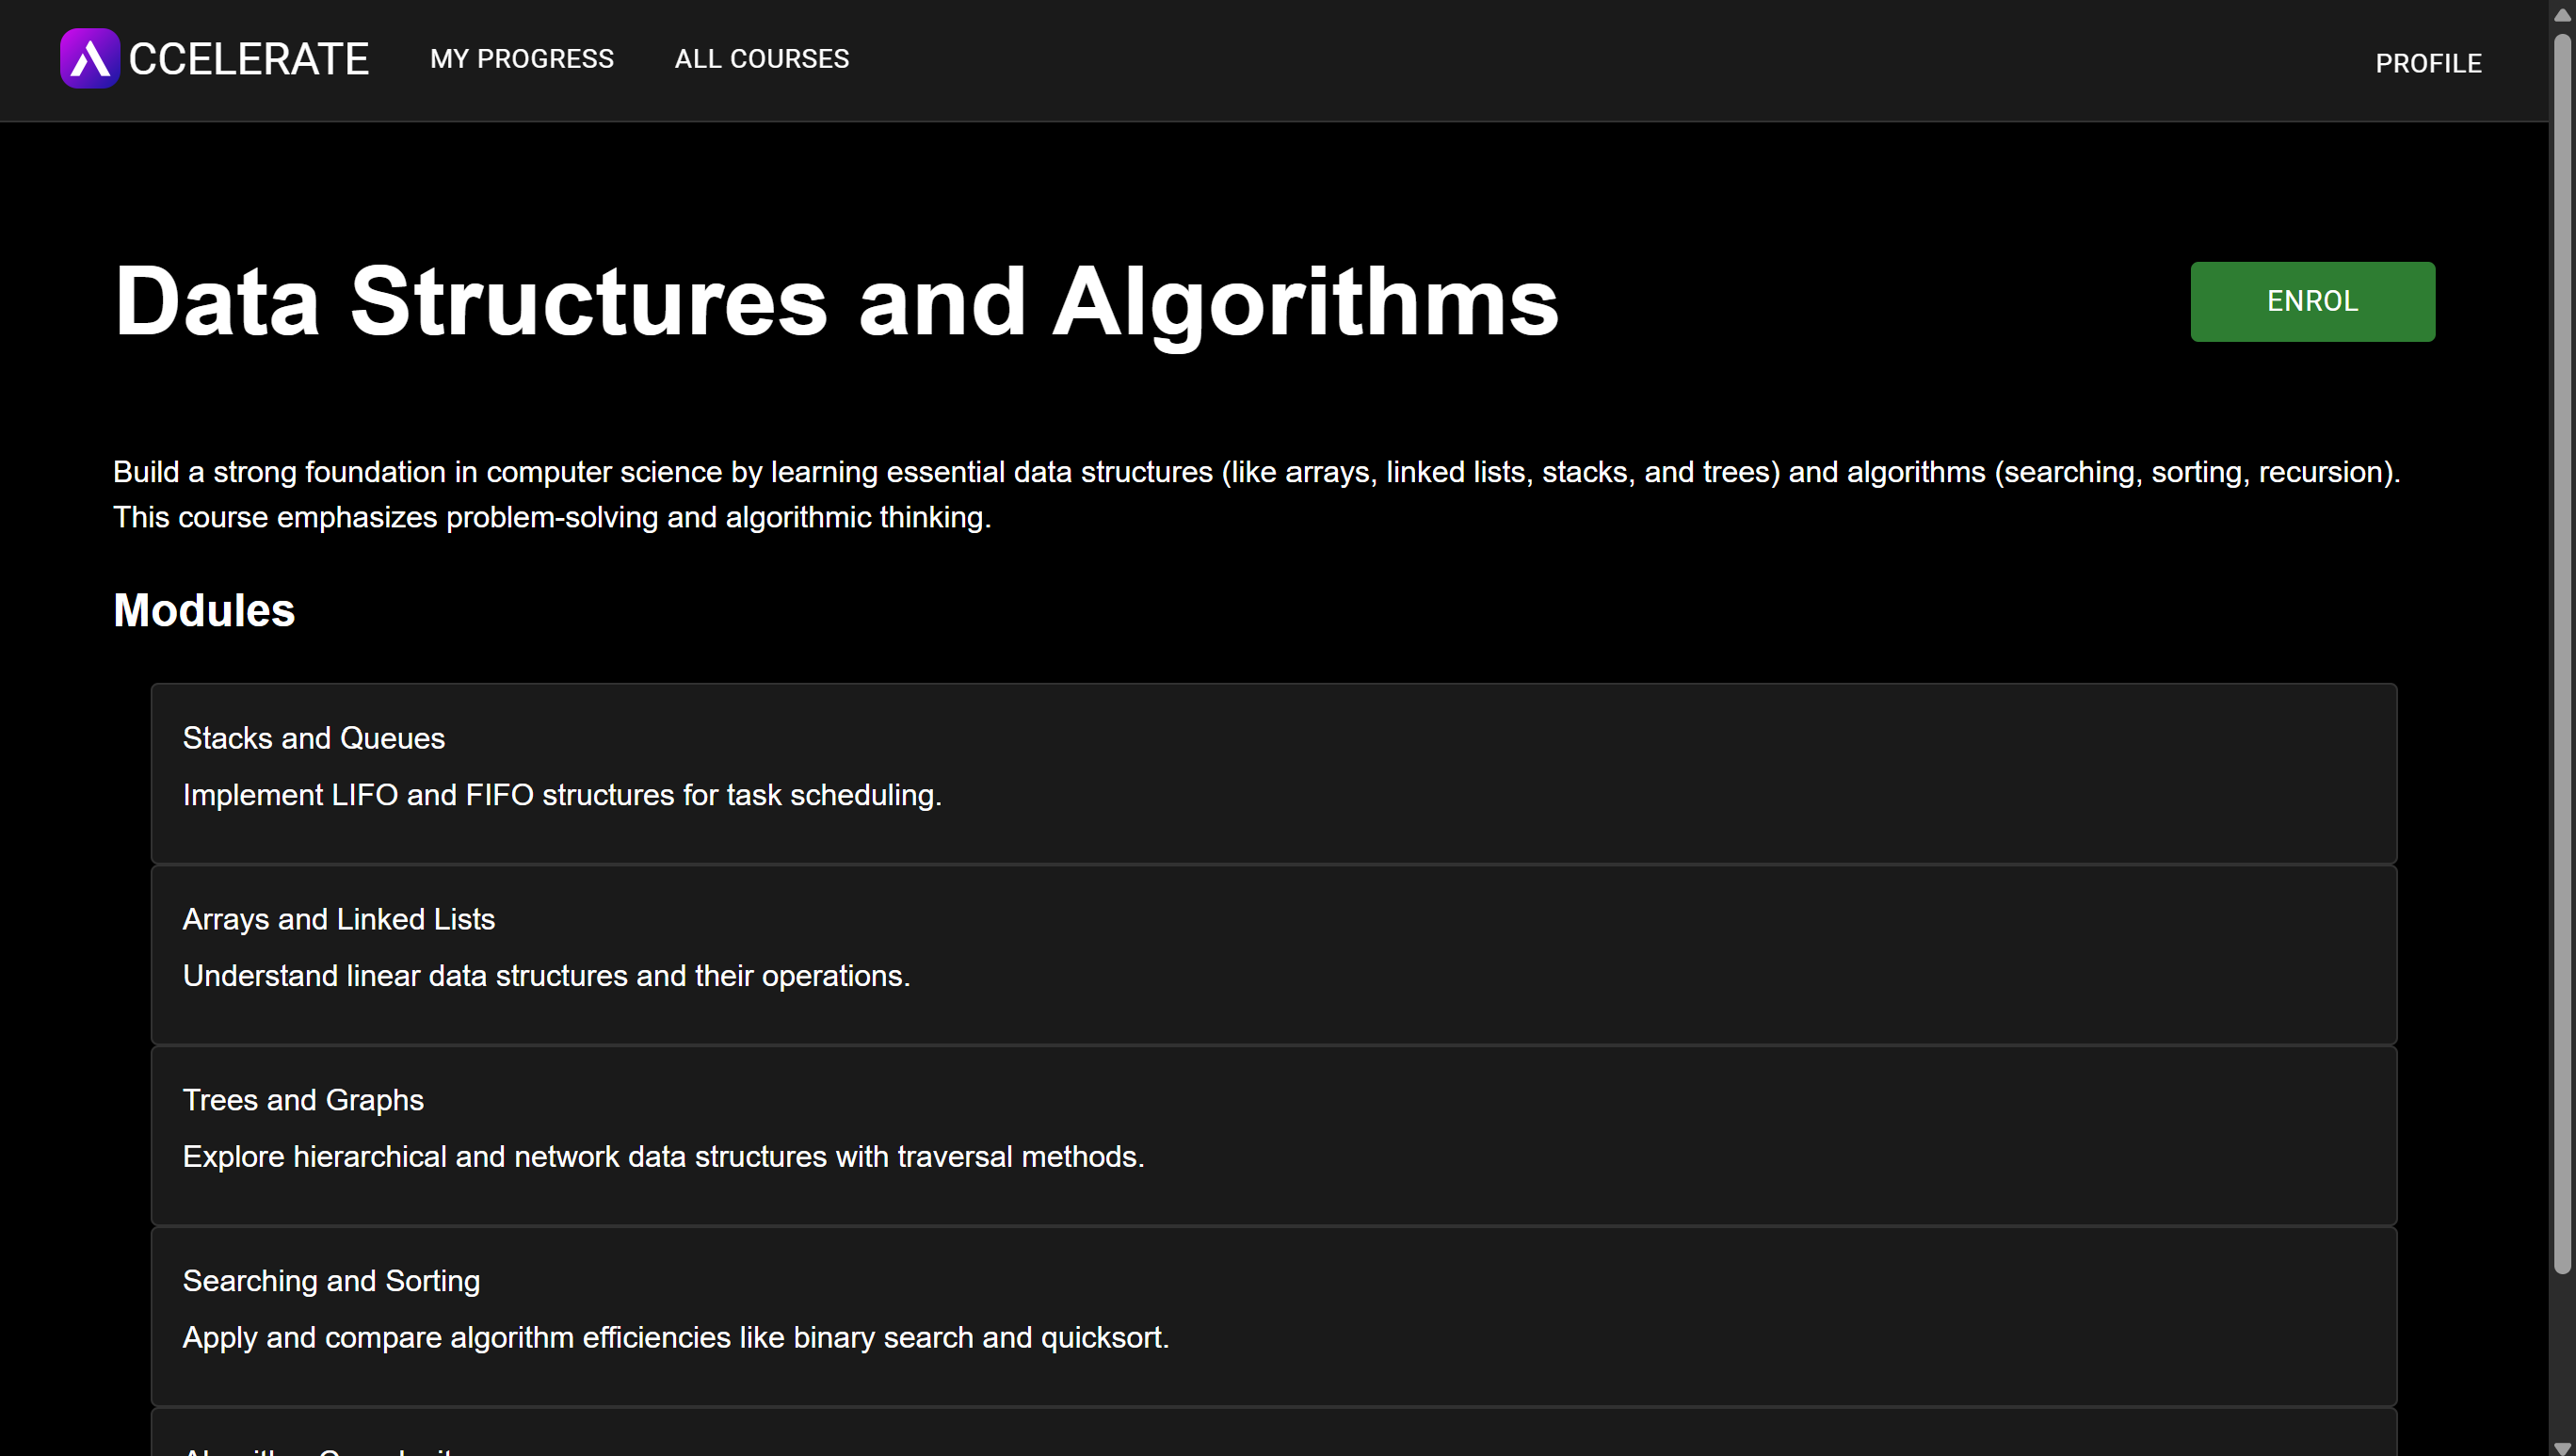 CCELERATE MY PROGRESS ALL COURSES PROFILE
Data Structures and Algorithms ENROL
Build a strong foundation in computer science by learning essential data structures (like arrays, linked lists, stacks, and trees) and algorithms (searching, sorting, recursion).
This course emphasizes problem-solving and algorithmic thinking.
Modules
Stacks and Queues
Implement LIFO and FIFO structures for task scheduling.
Arrays and Linked Lists
Understand linear data structures and their operations.
Trees and Graphs
Explore hierarchical and network data structures with traversal methods.
Searching and Sorting
Apply and compare algorithm efficiencies like binary search and quicksort.